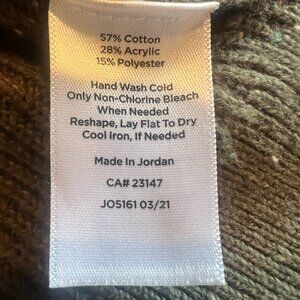 57% Cotton
28% Acrylic
15% Polyester
Hand Wash Cold
Only Non-Chlorine Bleach
When Needed
Reshape, Lay Flat To Dry
Cool Iron, If Needed
Made In Jordan
CA# 23147
JO5161 03/21